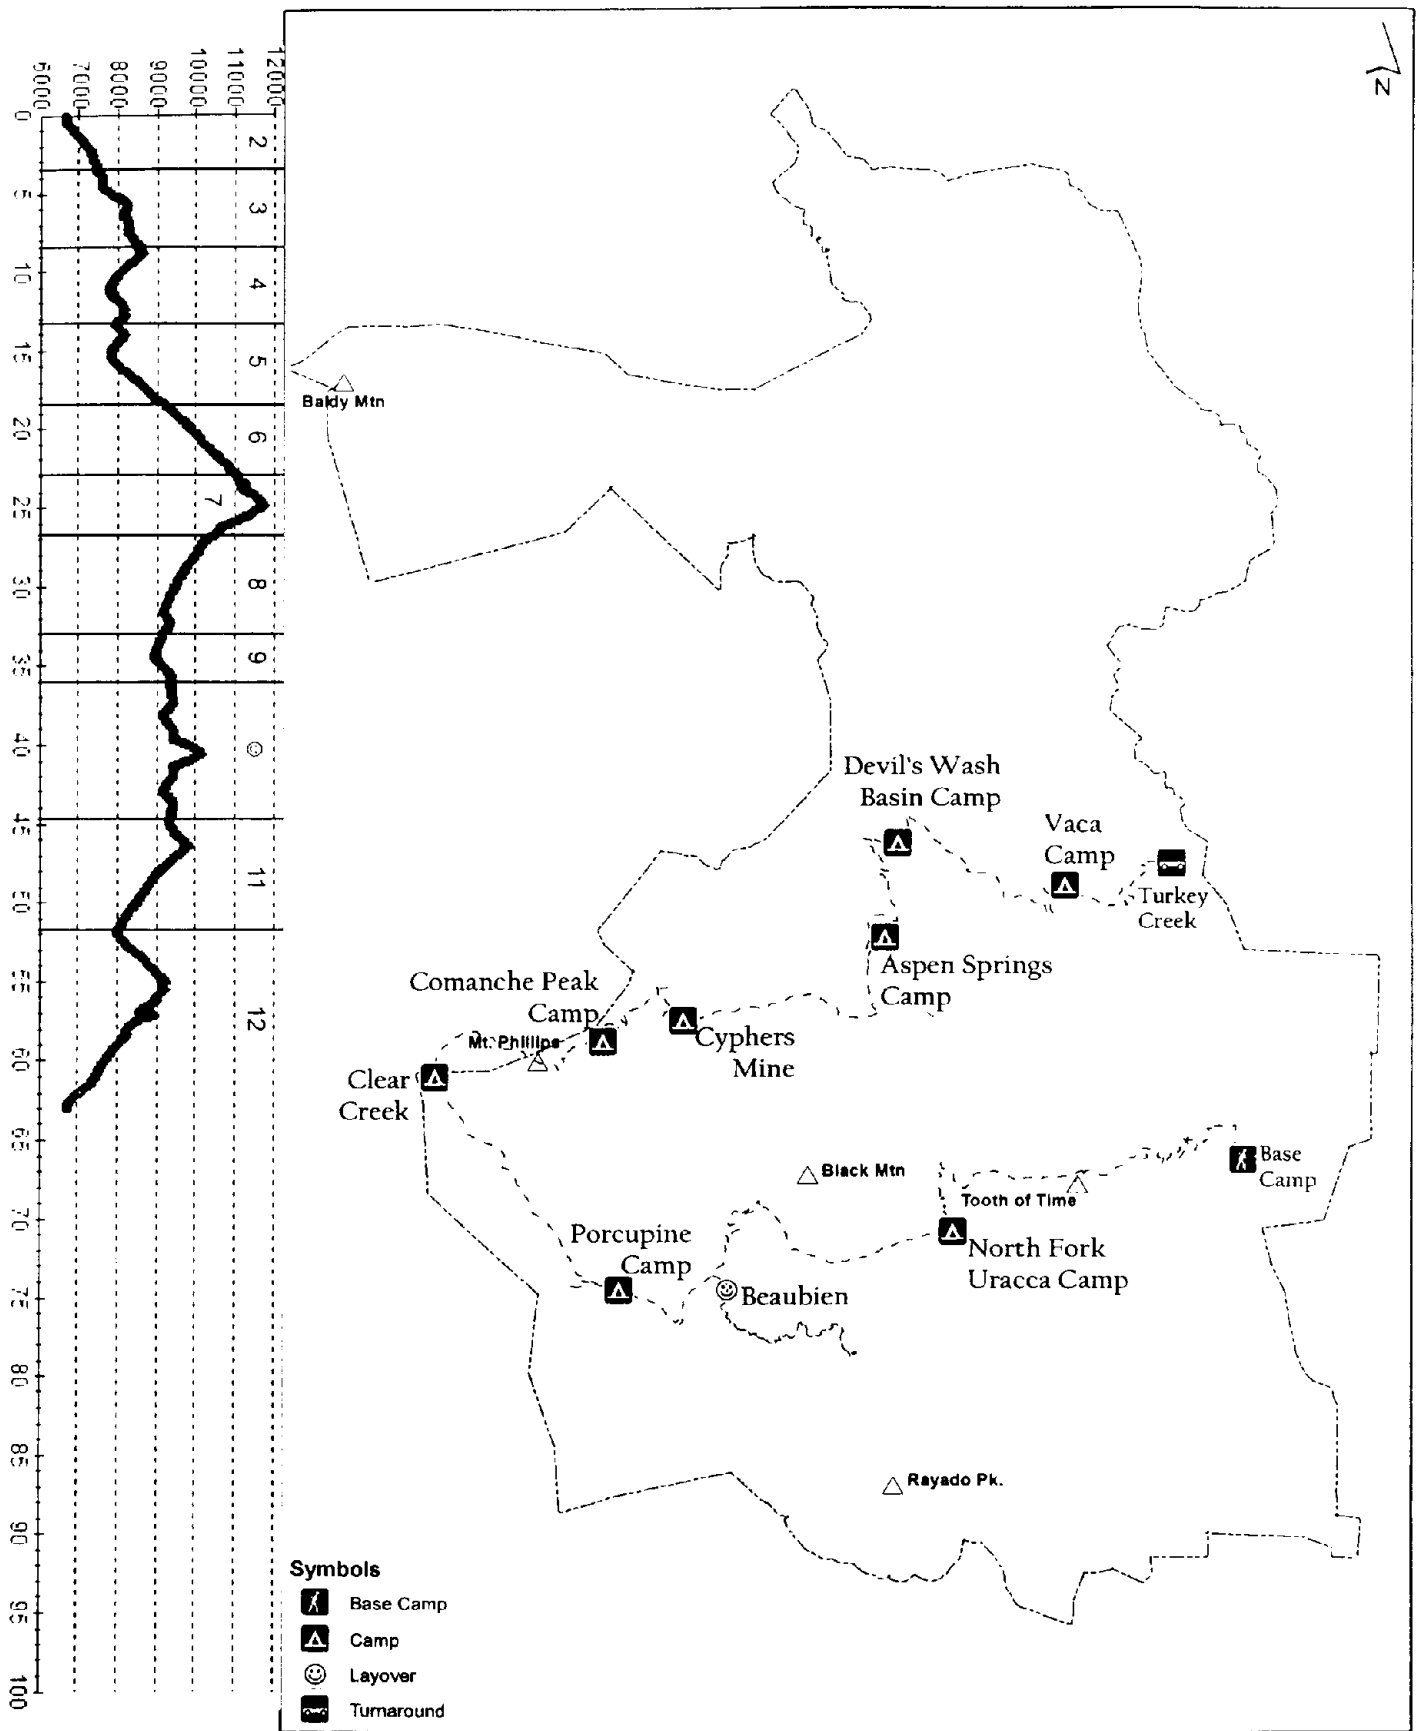 12000
11000
10000
9000
8000
7000
6000
0
5
10
15
20
25
30
35
40
45
50
55
60
65
70
75
80
85
90
95
100
2
3
4
5
6
7
8
9
11
12
N
Baldy Mtn
Devil's Wash
Basin Camp
Vaca
Camp
Turkey
Creek
Aspen Springs
Camp
Comanche Peak
Camp
Mt. Phillips
Cyphers
Mine
Clear
Creek
Black Mtn
Base
Camp
Tooth of Time
Porcupine
Camp
North Fork
Uracca Camp
Beaubien
Rayado Pk.
Symbols
Base Camp
Camp
Layover
Turnaround